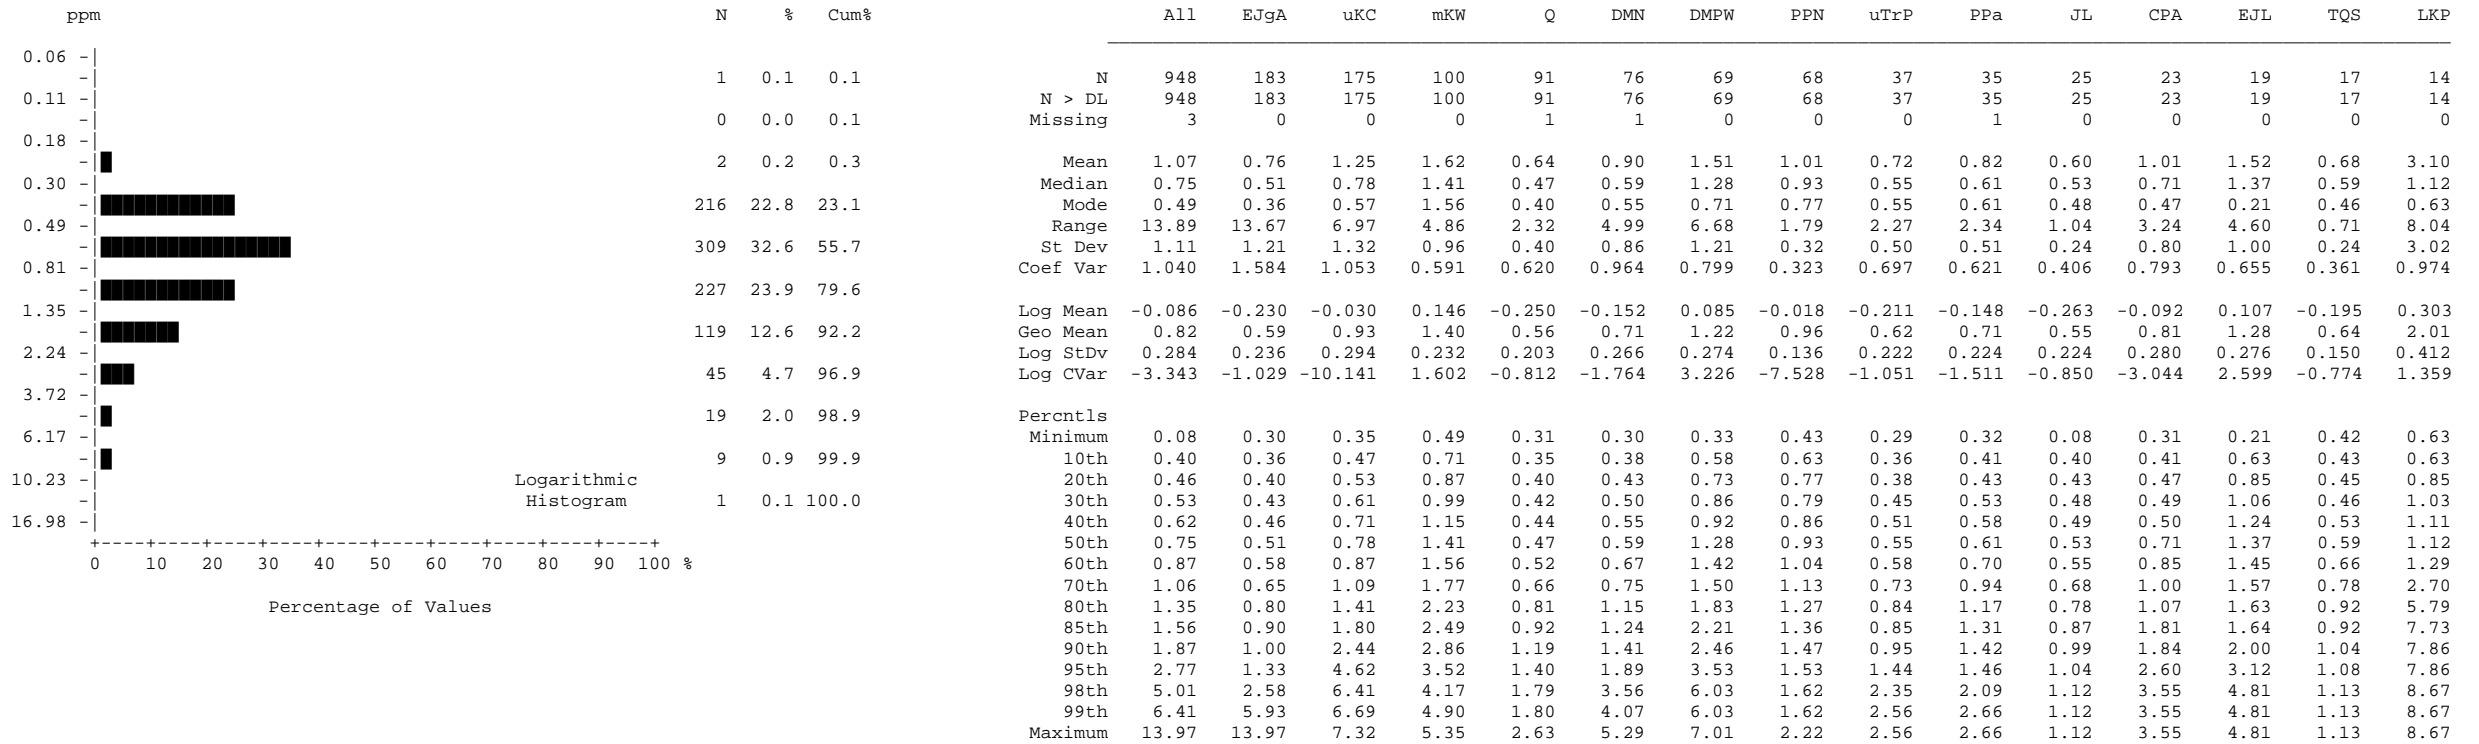 ppm N % Cum% All EJgA uKC mKW Q DMN DMPW PPN uTrP PPa JL CPA EJL TQS LKP
0.06 -
- 1 0.1 0.1 N 948 183 175 100 91 76 69 68 37 35 25 23 19 17 14
0.11 - N > DL 948 183 175 100 91 76 69 68 37 35 25 23 19 17 14
- 0 0.0 0.1 Missing 3 0 0 0 1 1 0 0 0 1 0 0 0 0 0
0.18 -
- 2 0.2 0.3 Mean 1.07 0.76 1.25 1.62 0.64 0.90 1.51 1.01 0.72 0.82 0.60 1.01 1.52 0.68 3.10
0.30 - Median 0.75 0.51 0.78 1.41 0.47 0.59 1.28 0.93 0.55 0.61 0.53 0.71 1.37 0.59 1.12
- 216 22.8 23.1 Mode 0.49 0.36 0.57 1.56 0.40 0.55 0.71 0.77 0.55 0.61 0.48 0.47 0.21 0.46 0.63
0.49 - Range 13.89 13.67 6.97 4.86 2.32 4.99 6.68 1.79 2.27 2.34 1.04 3.24 4.60 0.71 8.04
- 309 32.6 55.7 St Dev 1.11 1.21 1.32 0.96 0.40 0.86 1.21 0.32 0.50 0.51 0.24 0.80 1.00 0.24 3.02
0.81 - Coef Var 1.040 1.584 1.053 0.591 0.620 0.964 0.799 0.323 0.697 0.621 0.406 0.793 0.655 0.361 0.974
- 227 23.9 79.6
1.35 - Log Mean -0.086 -0.230 -0.030 0.146 -0.250 -0.152 0.085 -0.018 -0.211 -0.148 -0.263 -0.092 0.107 -0.195 0.303
- 119 12.6 92.2 Geo Mean 0.82 0.59 0.93 1.40 0.56 0.71 1.22 0.96 0.62 0.71 0.55 0.81 1.28 0.64 2.01
2.24 - Log StDv 0.284 0.236 0.294 0.232 0.203 0.266 0.274 0.136 0.222 0.224 0.224 0.280 0.276 0.150 0.412
- 45 4.7 96.9 Log CVar -3.343 -1.029 -10.141 1.602 -0.812 -1.764 3.226 -7.528 -1.051 -1.511 -0.850 -3.044 2.599 -0.774 1.359
3.72 -
- 19 2.0 98.9 Percntls
6.17 - Minimum 0.08 0.30 0.35 0.49 0.31 0.30 0.33 0.43 0.29 0.32 0.08 0.31 0.21 0.42 0.63
- 9 0.9 99.9 10th 0.40 0.36 0.47 0.71 0.35 0.38 0.58 0.63 0.36 0.41 0.40 0.41 0.63 0.43 0.63
10.23 - Logarithmic 20th 0.46 0.40 0.53 0.87 0.40 0.43 0.73 0.77 0.38 0.43 0.43 0.47 0.85 0.45 0.85
- Histogram 1 0.1 100.0 30th 0.53 0.43 0.61 0.99 0.42 0.50 0.86 0.79 0.45 0.53 0.48 0.49 1.06 0.46 1.03
16.98 - 40th 0.62 0.46 0.71 1.15 0.44 0.55 0.92 0.86 0.51 0.58 0.49 0.50 1.24 0.53 1.11
+----+----+----+----+----+----+----+----+----+----+ 50th 0.75 0.51 0.78 1.41 0.47 0.59 1.28 0.93 0.55 0.61 0.53 0.71 1.37 0.59 1.12
0 10 20 30 40 50 60 70 80 90 100 % 60th 0.87 0.58 0.87 1.56 0.52 0.67 1.42 1.04 0.58 0.70 0.55 0.85 1.45 0.66 1.29
70th 1.06 0.65 1.09 1.77 0.66 0.75 1.50 1.13 0.73 0.94 0.68 1.00 1.57 0.78 2.70
Percentage of Values 80th 1.35 0.80 1.41 2.23 0.81 1.15 1.83 1.27 0.84 1.17 0.78 1.07 1.63 0.92 5.79
85th 1.56 0.90 1.80 2.49 0.92 1.24 2.21 1.36 0.85 1.31 0.87 1.81 1.64 0.92 7.73
90th 1.87 1.00 2.44 2.86 1.19 1.41 2.46 1.47 0.95 1.42 0.99 1.84 2.00 1.04 7.86
95th 2.77 1.33 4.62 3.52 1.40 1.89 3.53 1.53 1.44 1.46 1.04 2.60 3.12 1.08 7.86
98th 5.01 2.58 6.41 4.17 1.79 3.56 6.03 1.62 2.35 2.09 1.12 3.55 4.81 1.13 8.67
99th 6.41 5.93 6.69 4.90 1.80 4.07 6.03 1.62 2.56 2.66 1.12 3.55 4.81 1.13 8.67
Maximum 13.97 13.97 7.32 5.35 2.63 5.29 7.01 2.22 2.56 2.66 1.12 3.55 4.81 1.13 8.67